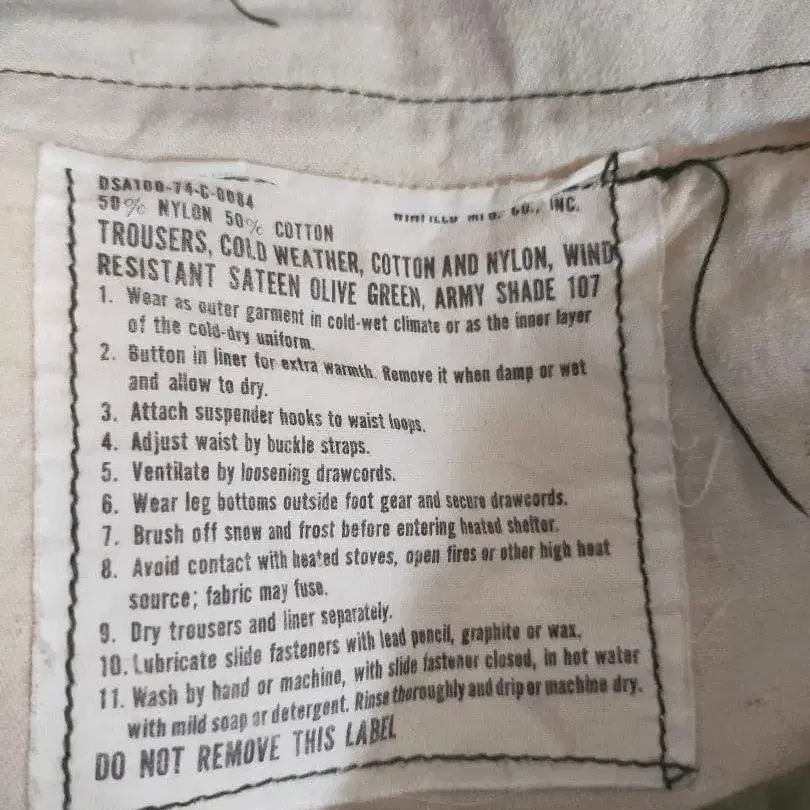 DSA100-74-C-0084
50% NYLON 50% COTTON
CO., INC.
TROUSERS, COLD WEATHER, COTTON AND NYLON, WIND
RESISTANT SATEEN OLIVE GREEN, ARMY SHADE 107
1. Wear as outer garment in cold-wet climate or as the inner layer
of the cold-dry uniform.
2. Button in liner for extra warmth. Remove it when damp or wet
and allow to dry.
3. Attach suspender hooks to waist loops.
4. Adjust waist by buckle straps.
5. Ventilate by loosening drawcords.
6. Wear leg bottoms outside foot gear and secure drawcords.
7. Brush off snow and frost before entering heated shelter.
8. Avoid contact with heated stoves, open fires or other high heat
source; fabric may fuse.
9. Dry trousers and liner separately.
10. Lubricate slide fasteners with lead pencil, graphite or wax.
11. Wash by hand or machine, with slide fastener closed, in hot water
with mild soap or detergent. Rinse thoroughly and drip or machine dry.
DO NOT REMOVE THIS LABEL